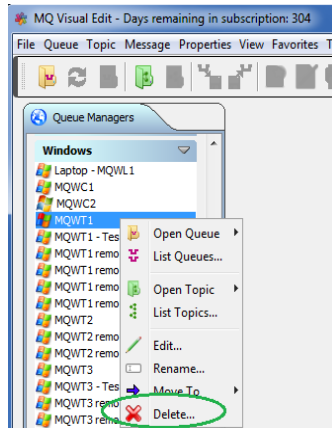 MQ Visual Edit - Days remaining in subscription: 304
File Queue Topic Message Properties View Favorites T
Queue Managers
Windows
Laptop - MQWL1
MQWC1
MQWC2
MQWT1
MQWT1 - Tes
MQWT1 remo
MQWT1 remo
MQWT1 remo
MQWT1 remo
MQWT2
MQWT2 remo
MQWT2 remo
MQWT3
MQWT3 - Tes
MQWT3 remo
MQWT3 remo
Open Queue
List Queues...
Open Topic
List Topics...
Edit...
Rename...
Move To
Delete...